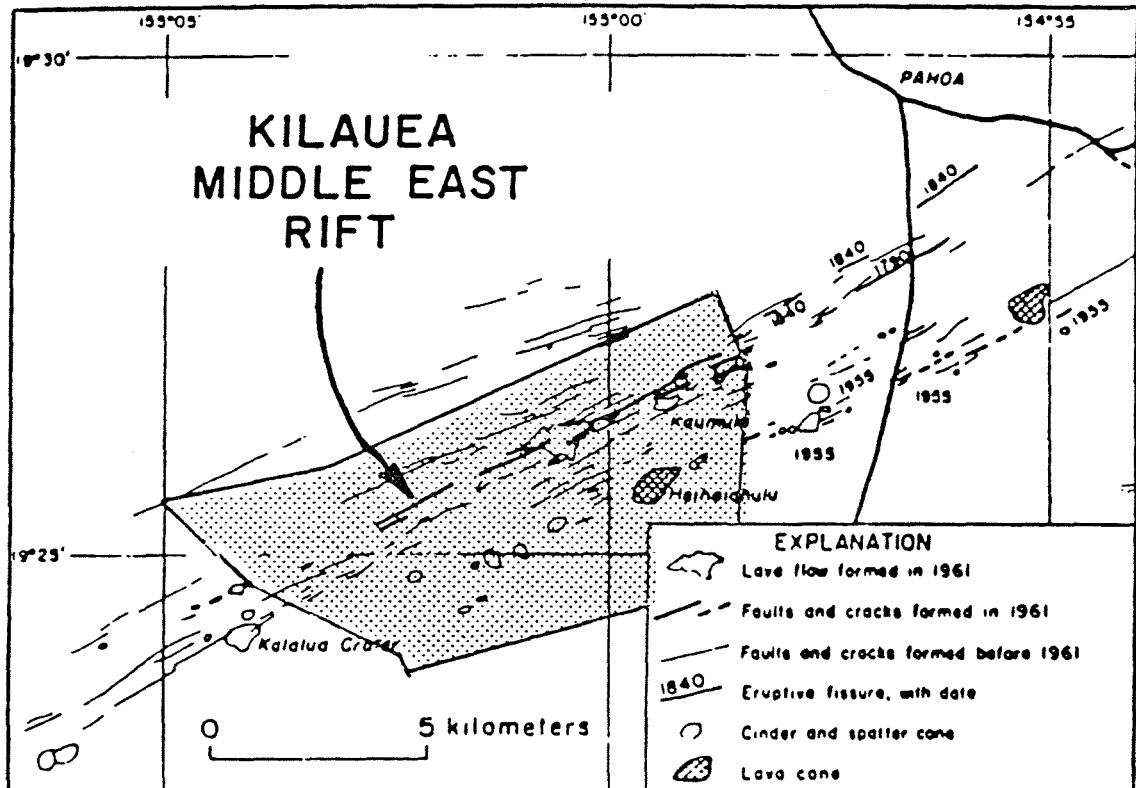 155°05'
155°00'
154°55'
19°30'
PAHOA
KILAUEA
MIDDLE EAST
RIFT
1840
1840
1790
1840
1955
1955
1955
1955
Kaumuku
Heiheiahulu
19°25'
Kalalua Crater
0 5 kilometers
EXPLANATION
Lava flow formed in 1961
Faults and cracks formed in 1961
Faults and cracks formed before 1961
1840 Eruptive fissure, with date
Cinder and spatter cone
Lava cone